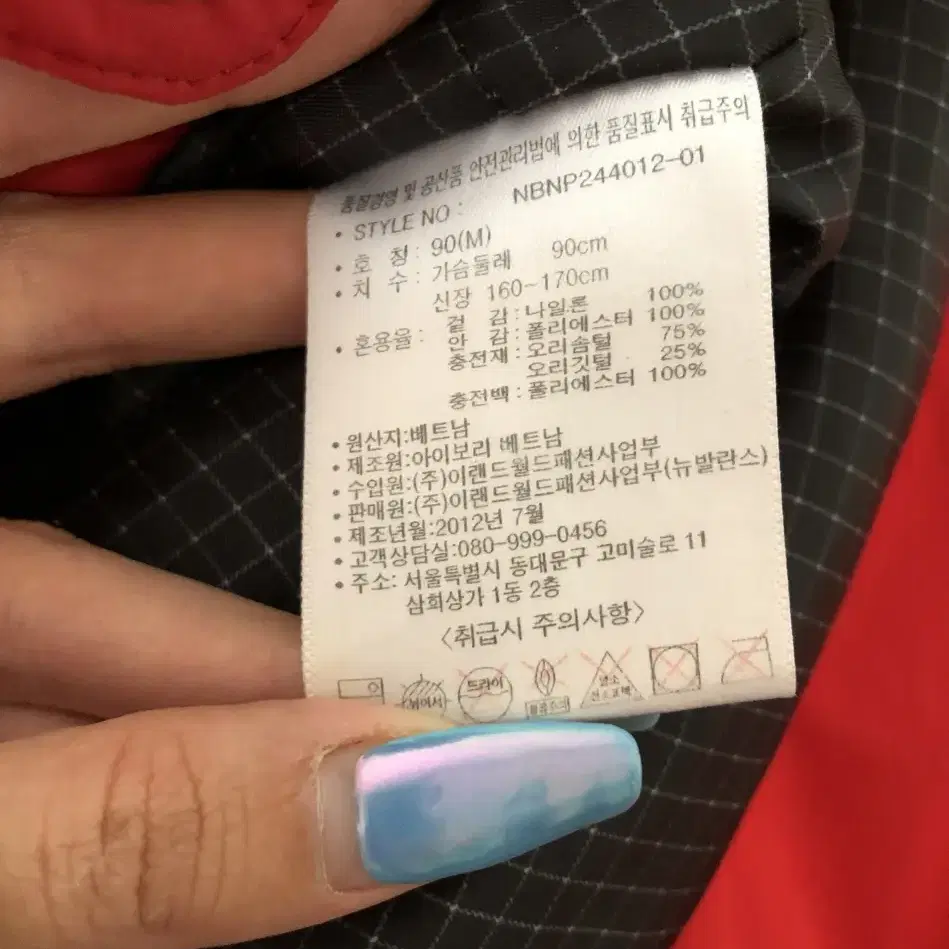 품질경영 및 공산품 안전관리법에 의한 품질표시 취급주의
• STYLE NO : NBNP244012-01
• 호 칭 : 90(M)
• 치 수 : 가슴둘레 90cm
신장 160~170cm
• 혼용율 : 겉 감 : 나일론 100%
안 감 : 폴리에스터 100%
충전재 : 오리솜털 75%
오리깃털 25%
충전백 : 폴리에스터 100%
• 원산지:베트남
• 제조원:아이보리 베트남
• 수입원:(주)이랜드월드패션사업부
• 판매원:(주)이랜드월드패션사업부(뉴발란스)
• 제조년월:2012년 7월
• 고객상담실:080-999-0456
• 주소: 서울특별시 동대문구 고미술로 11
삼희상가 1동 2층
<취급시 주의사항>
드라이